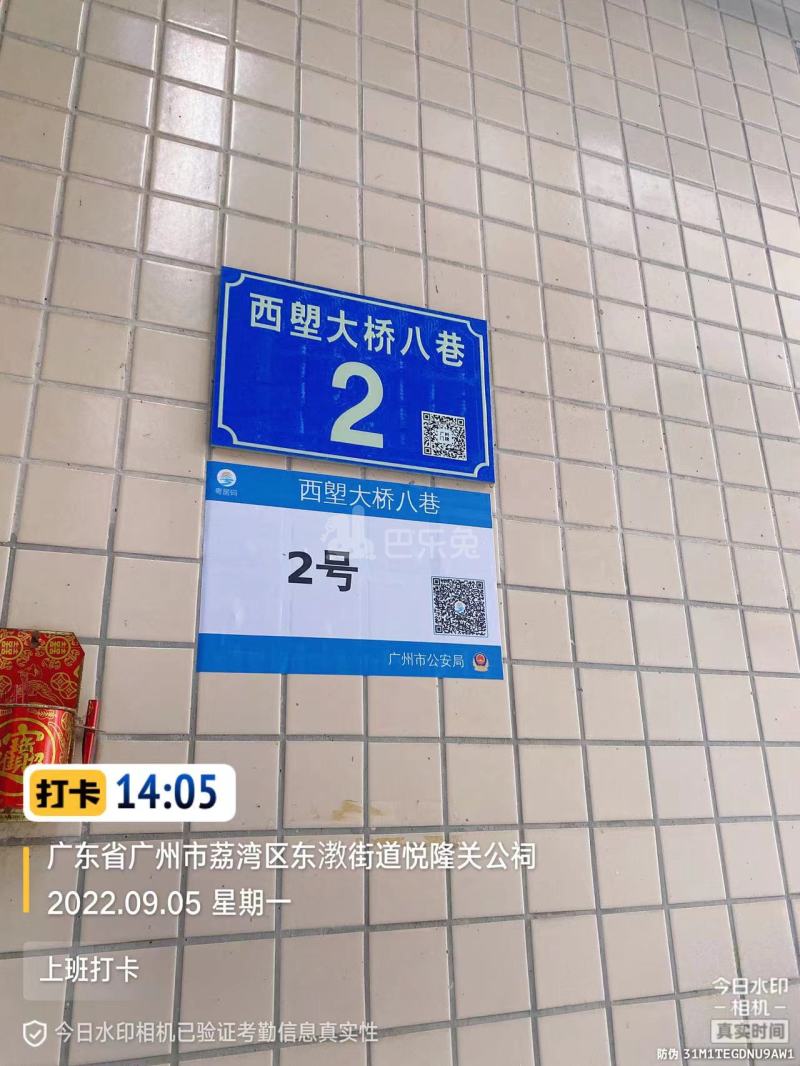 西塱大桥八巷
2
粤居码
西塱大桥八巷
2号
巴乐兔
广州市公安局
打卡 14:05
广东省广州市荔湾区东漖街道悦隆关公祠
2022.09.05 星期一
上班打卡
今日水印相机已验证考勤信息真实性
今日水印
相机
真实时间
防伪 31M1TEGDNU9AW1